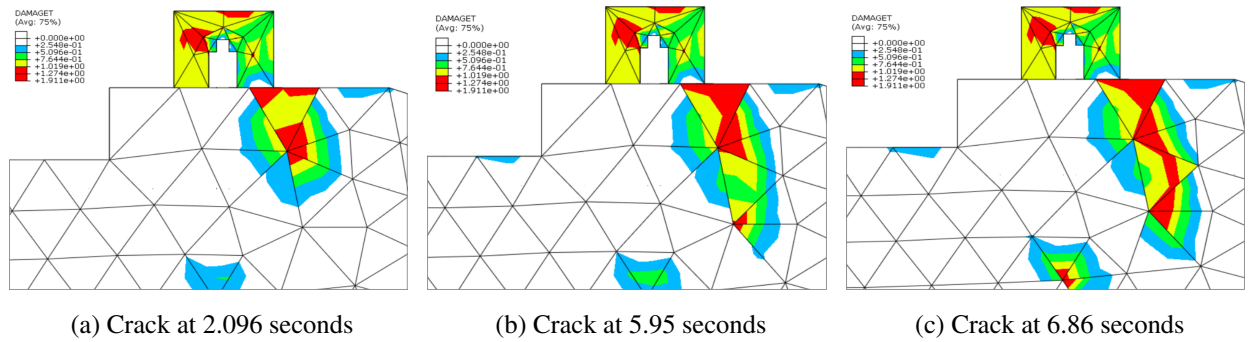 DAMAGET
(Avg: 75%)
+0.000e+00
+2.548e-01
+5.096e-01
+7.644e-01
+1.019e+00
+1.274e+00
+1.911e+00
DAMAGET
(Avg: 75%)
+0.000e+00
+2.548e-01
+5.096e-01
+7.644e-01
+1.019e+00
+1.274e+00
+1.911e+00
DAMAGET
(Avg: 75%)
+0.000e+00
+2.548e-01
+5.096e-01
+7.644e-01
+1.019e+00
+1.274e+00
+1.911e+00
(a) Crack at 2.096 seconds
(b) Crack at 5.95 seconds
(c) Crack at 6.86 seconds